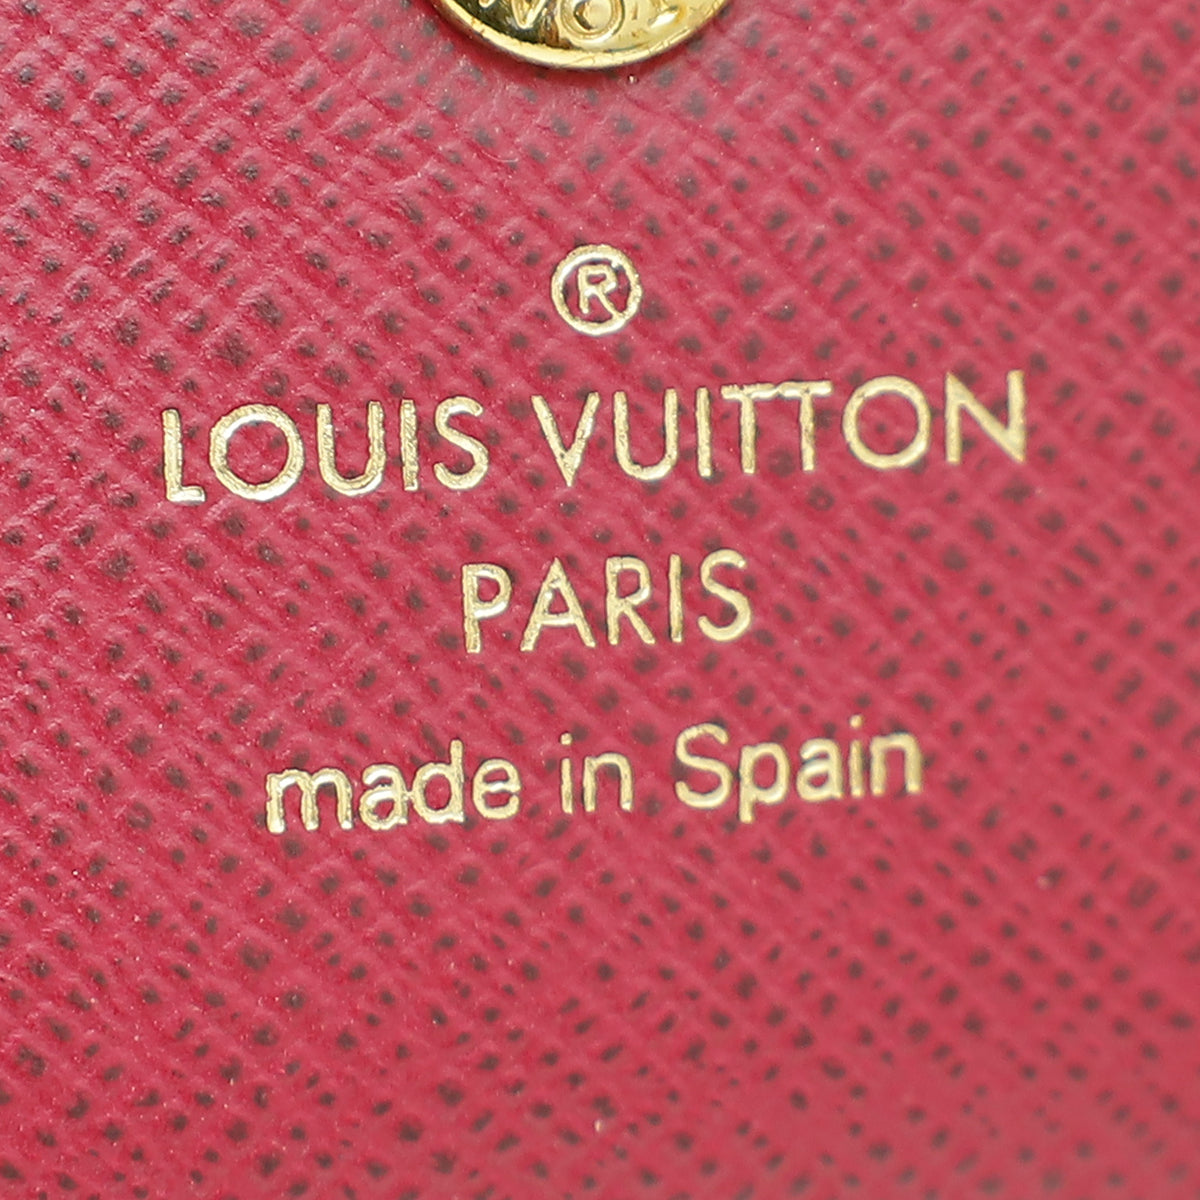 ®
LOUIS VUITTON
PARIS
made in Spain